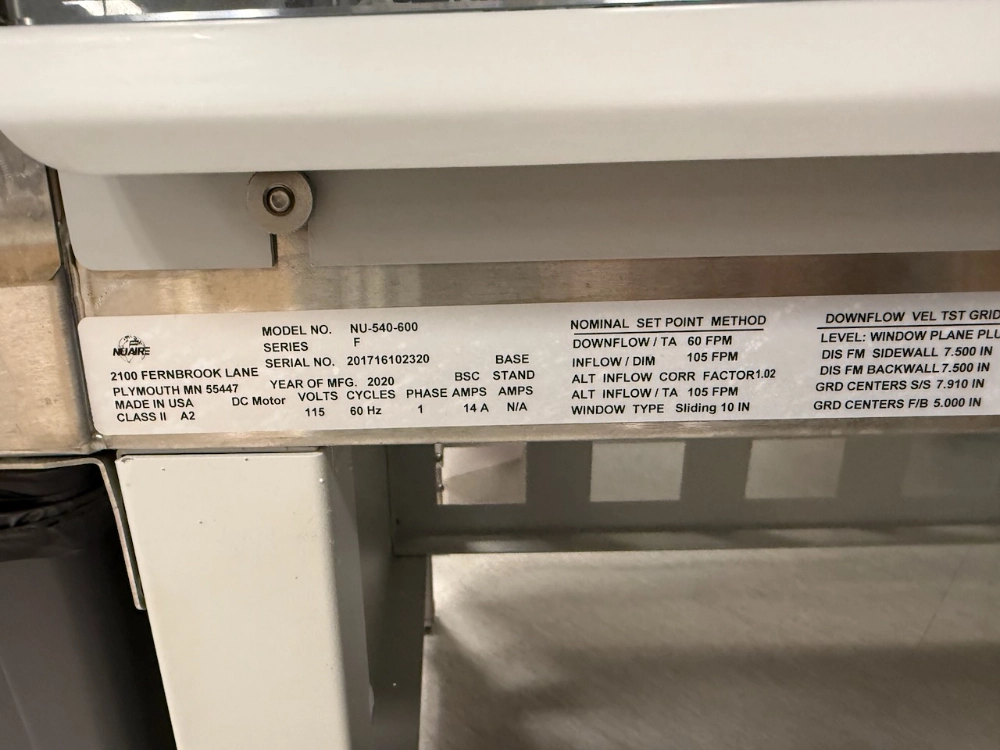 NUAIRE
2100 FERNBROOK LANE
PLYMOUTH MN 55447
MADE IN USA
CLASS II A2
MODEL NO. NU-540-600
SERIES F
SERIAL NO. 201716102320
YEAR OF MFG. 2020
BSC BASE STAND
DC Motor VOLTS CYCLES PHASE AMPS AMPS
115 60 Hz 1 14 A N/A
NOMINAL SET POINT METHOD
DOWNFLOW / TA 60 FPM
INFLOW / DIM 105 FPM
ALT INFLOW CORR FACTOR 1.02
ALT INFLOW / TA 105 FPM
WINDOW TYPE Sliding 10 IN
DOWNFLOW VEL TST GRID
LEVEL: WINDOW PLANE PLU
DIS FM SIDEWALL 7.500 IN
DIS FM BACKWALL 7.500 IN
GRD CENTERS S/S 7.910 IN
GRD CENTERS F/B 5.000 IN